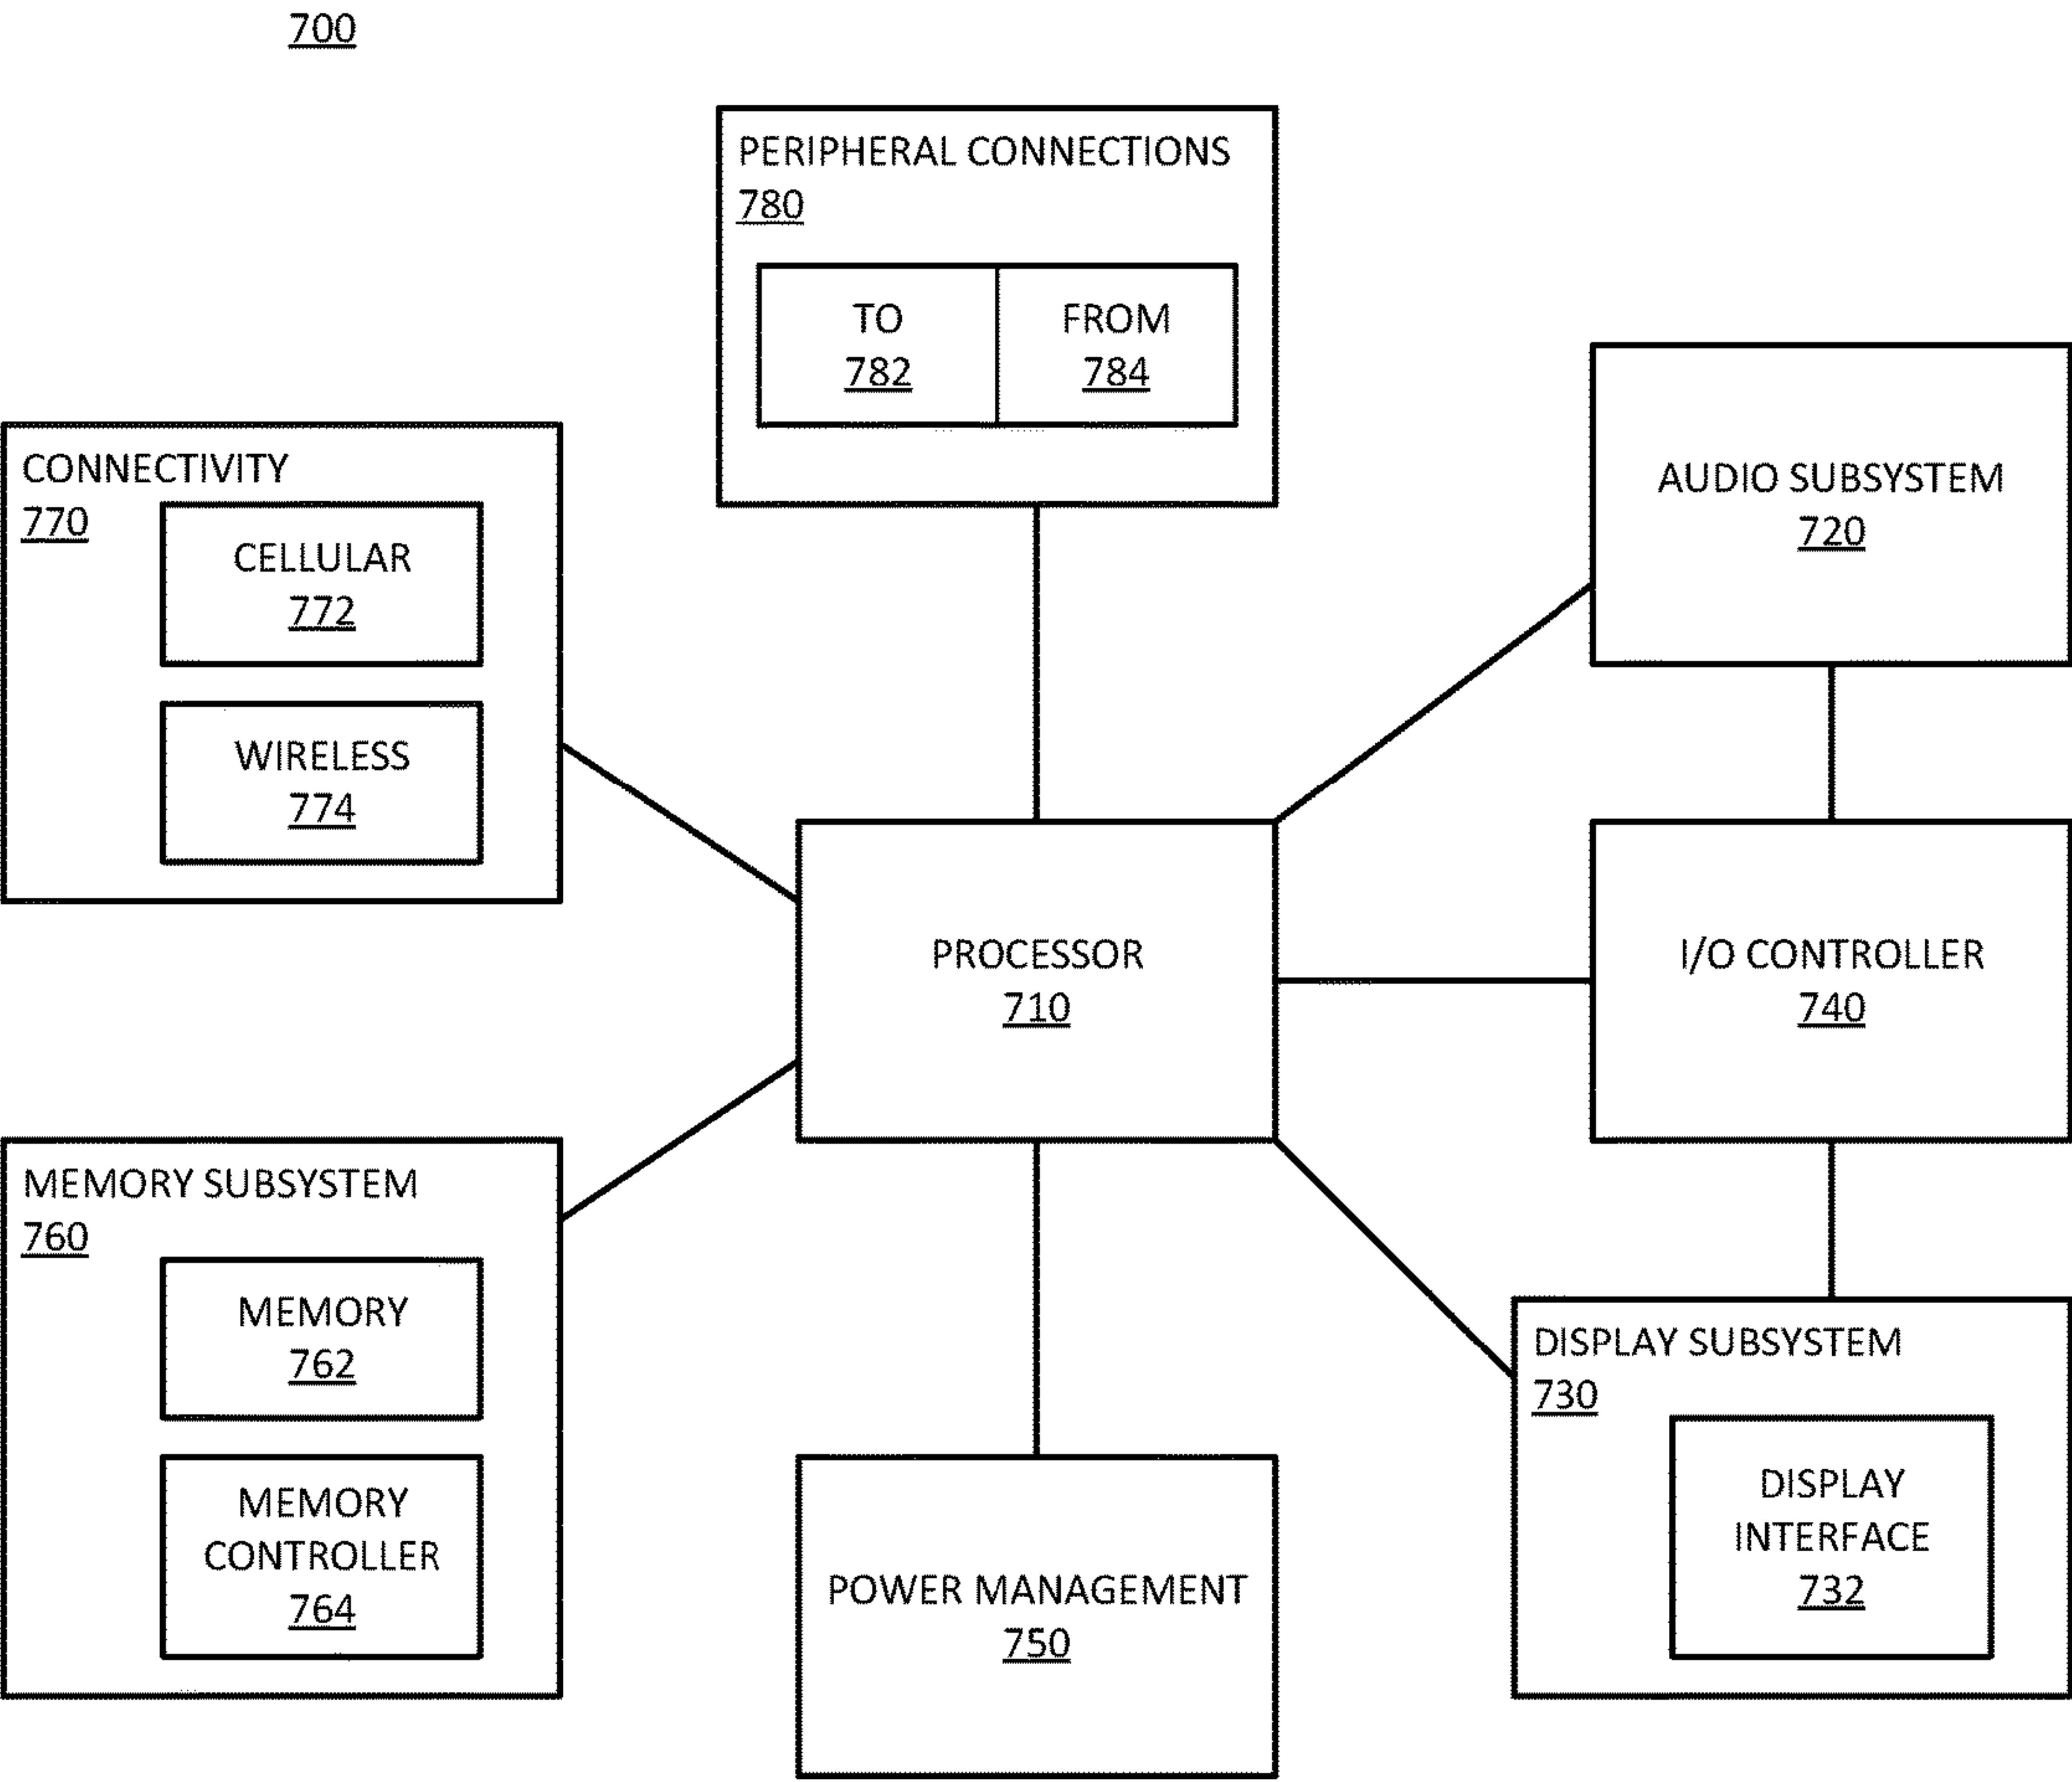 700
PERIPHERAL CONNECTIONS
780
TO
782
FROM
784
AUDIO SUBSYSTEM
720
CONNECTIVITY
770
CELLULAR
772
WIRELESS
774
PROCESSOR
710
I/O CONTROLLER
740
MEMORY SUBSYSTEM
760
MEMORY
762
MEMORY
CONTROLLER
764
POWER MANAGEMENT
750
DISPLAY SUBSYSTEM
730
DISPLAY
INTERFACE
732